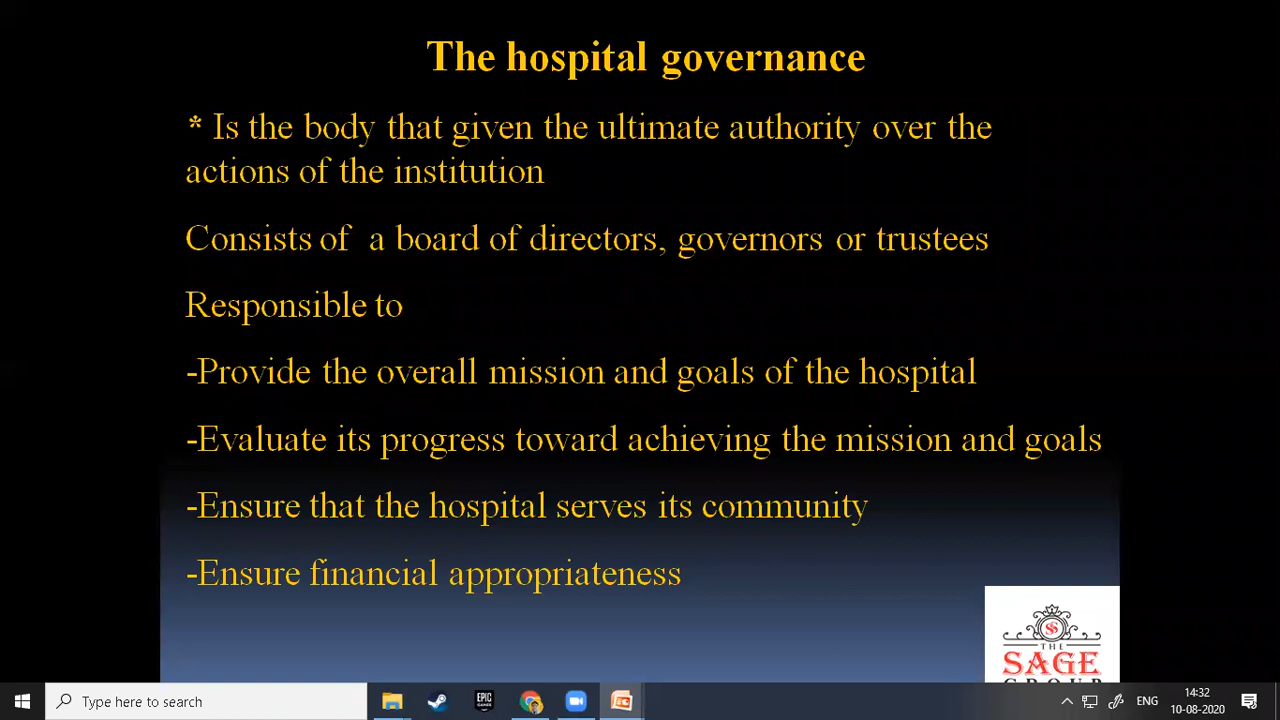 The hospital governance
* Is the body that given the ultimate authority over the
actions of the institution
Consists of a board of directors, governors or trustees
Responsible to
-Provide the overall mission and goals of the hospital
-Evaluate its progress toward achieving the mission and goals
-Ensure that the hospital serves its community
-Ensure financial appropriateness
THE
SAGE
GROUP
Type here to search
EPIC
GAMES
ENG
14:32
10-08-2020